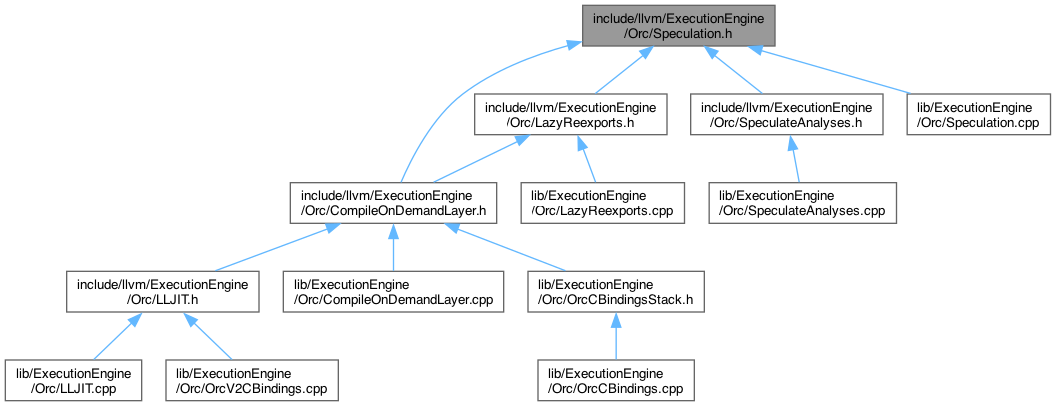 include/llvm/ExecutionEngine
/Orc/Speculation.h
include/llvm/ExecutionEngine
/Orc/LazyReexports.h
include/llvm/ExecutionEngine
/Orc/SpeculateAnalyses.h
lib/ExecutionEngine
/Orc/Speculation.cpp
include/llvm/ExecutionEngine
/Orc/CompileOnDemandLayer.h
lib/ExecutionEngine
/Orc/LazyReexports.cpp
lib/ExecutionEngine
/Orc/SpeculateAnalyses.cpp
include/llvm/ExecutionEngine
/Orc/LLJIT.h
lib/ExecutionEngine
/Orc/CompileOnDemandLayer.cpp
lib/ExecutionEngine
/Orc/OrcCBindingsStack.h
lib/ExecutionEngine
/Orc/LLJIT.cpp
lib/ExecutionEngine
/Orc/OrcV2CBindings.cpp
lib/ExecutionEngine
/Orc/OrcCBindings.cpp